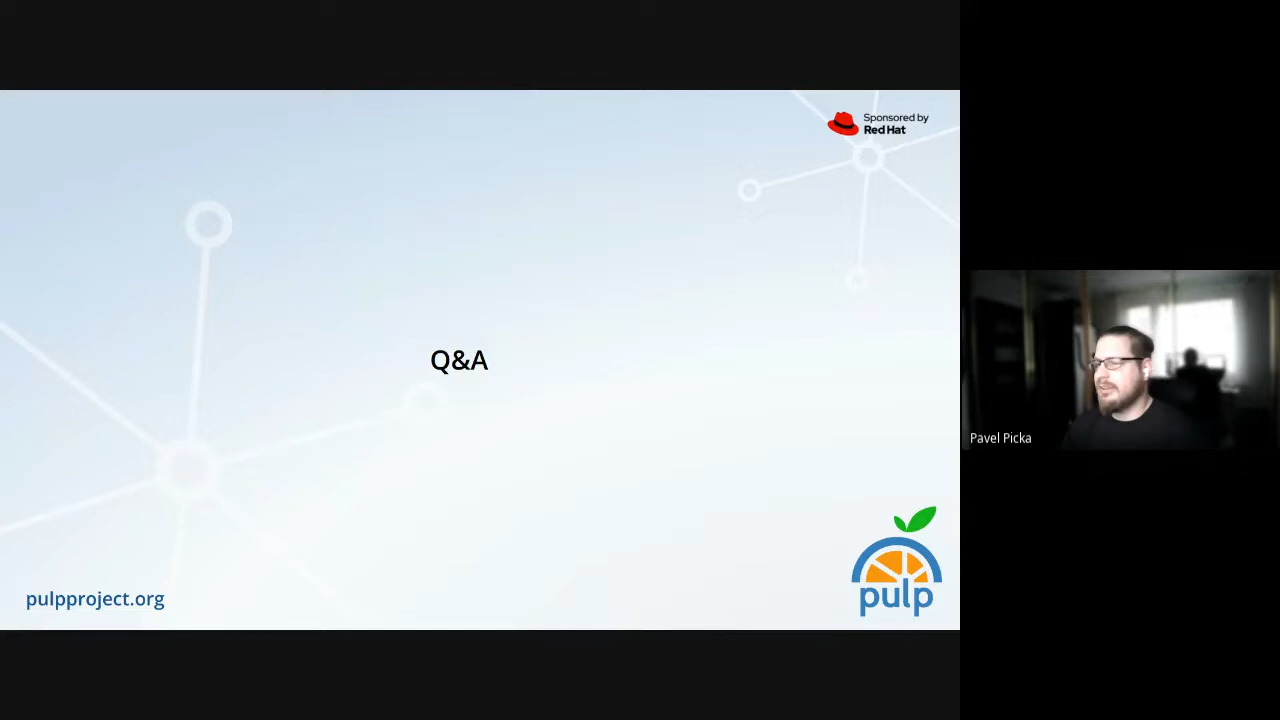 Sponsored by
Red Hat
Q&A
Pavel Picka
pulpproject.org
pulp